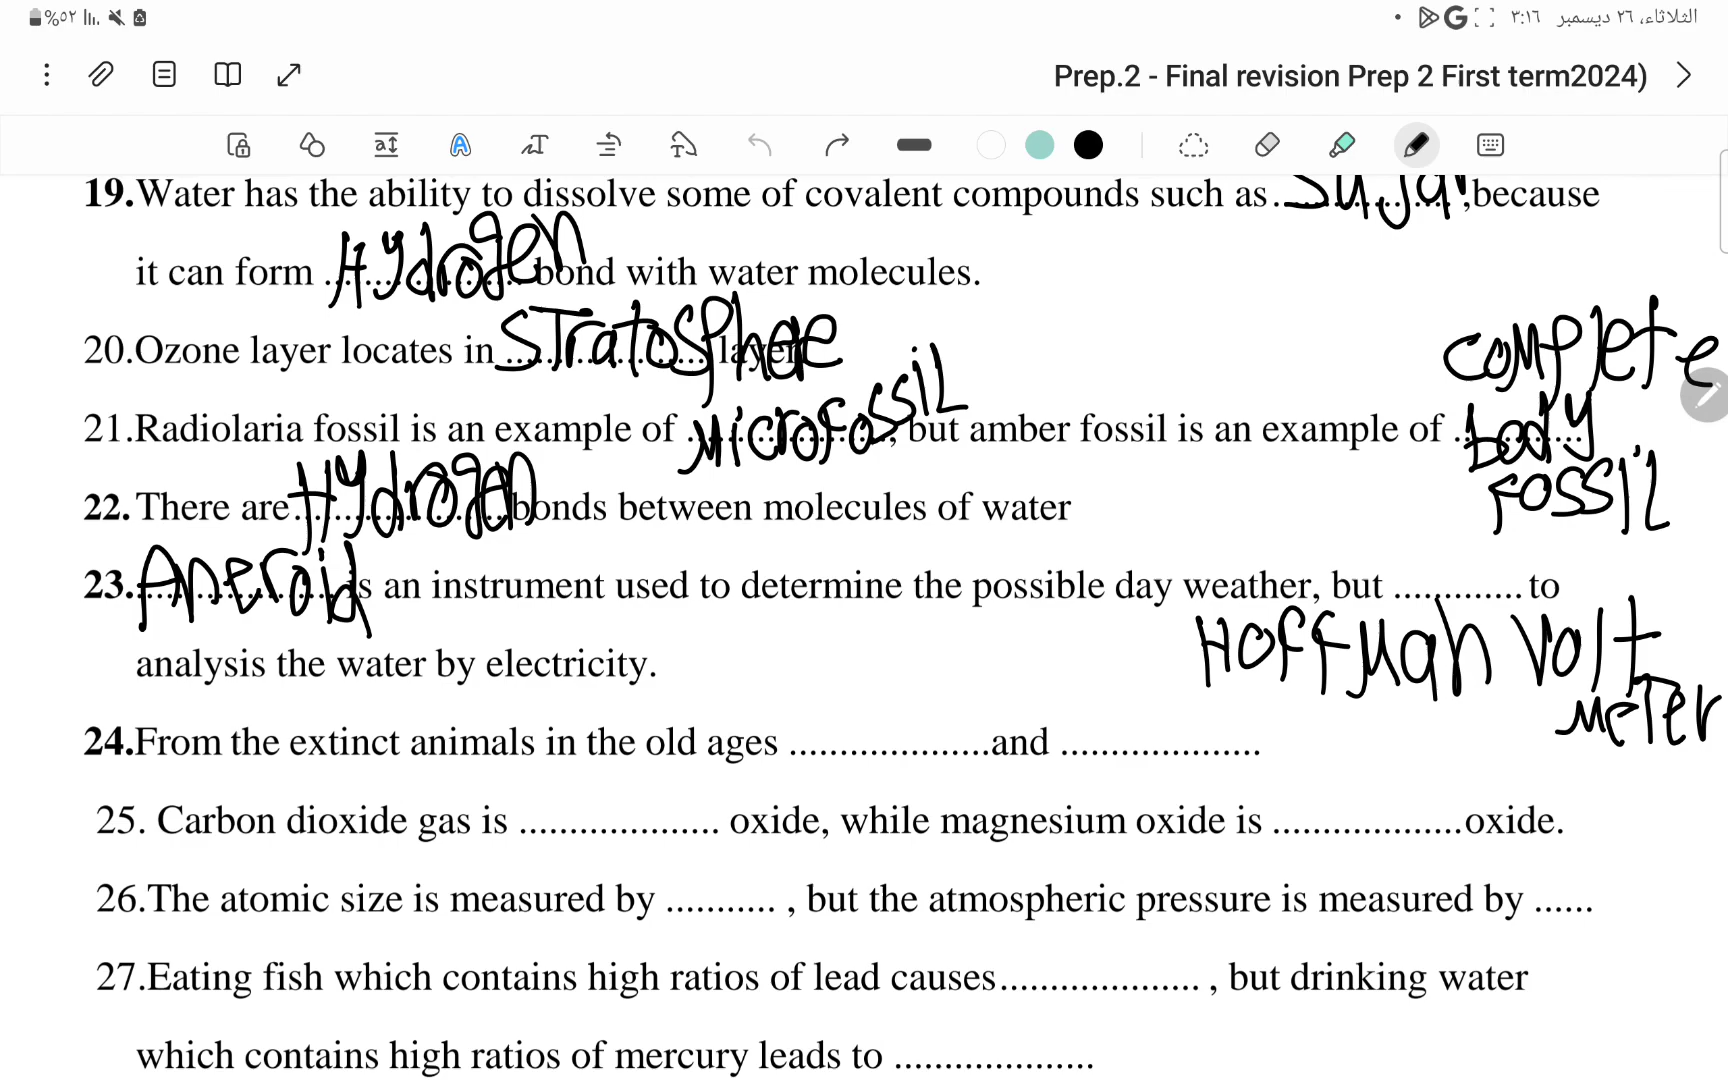 %٥٢ الثلاثاء، ٢٦ ديسمبر ٣:١٦
Prep.2 - Final revision Prep 2 First term2024)
19.Water has the ability to dissolve some of covalent compounds such as..Sugar..,because
it can form ..Hydrogen.. bond with water molecules.
20.Ozone layer locates in ..Stratosphere.. layer
21.Radiolaria fossil is an example of ..Microfossil.., but amber fossil is an example of ..complete body fossil..
22.There are..Hydrogen..bonds between molecules of water
23...Aneroid..is an instrument used to determine the possible day weather, but .............to
Hoffman Voltmeter
analysis the water by electricity.
24.From the extinct animals in the old ages ....................and ....................
25. Carbon dioxide gas is .................... oxide, while magnesium oxide is ...................oxide.
26.The atomic size is measured by ........... , but the atmospheric pressure is measured by ......
27.Eating fish which contains high ratios of lead causes.................... , but drinking water
which contains high ratios of mercury leads to ....................